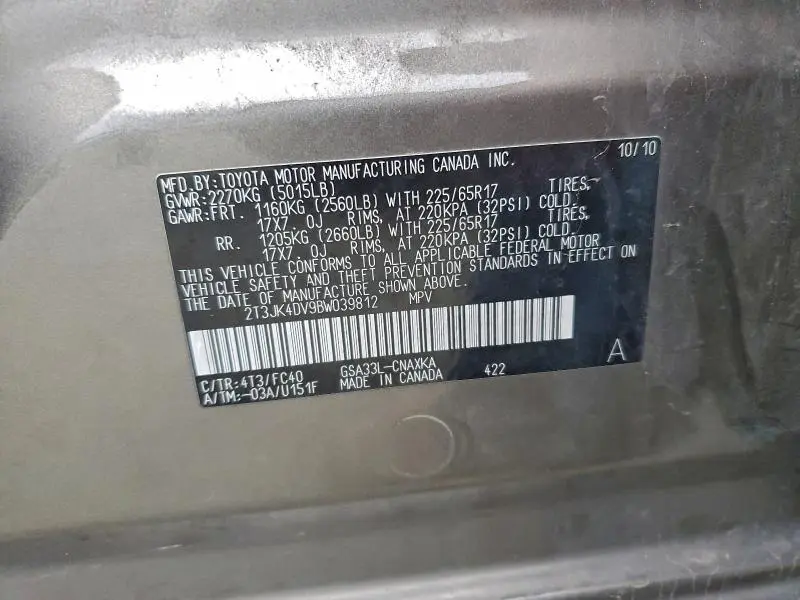 MFD.BY:TOYOTA MOTOR MANUFACTURING CANADA INC. 10/10
GVWR:2270KG (5015LB)
GAWR:FRT. 1160KG (2560LB) WITH 225/65R17 TIRES,
17X7.0J RIMS, AT 220KPA (32PSI) COLD
RR. 1205KG (2660LB) WITH 225/65R17 TIRES,
17X7.0J RIMS, AT 220KPA (32PSI) COLD
THIS VEHICLE CONFORMS TO ALL APPLICABLE FEDERAL MOTOR
VEHICLE SAFETY AND THEFT PREVENTION STANDARDS IN EFFECT ON
THE DATE OF MANUFACTURE SHOWN ABOVE.
2T3JK4DV9BW039812 MPV
C/TR:4T3/FC40 GSA33L-CNAXKA 422 A
A/TM:-03A/U151F MADE IN CANADA